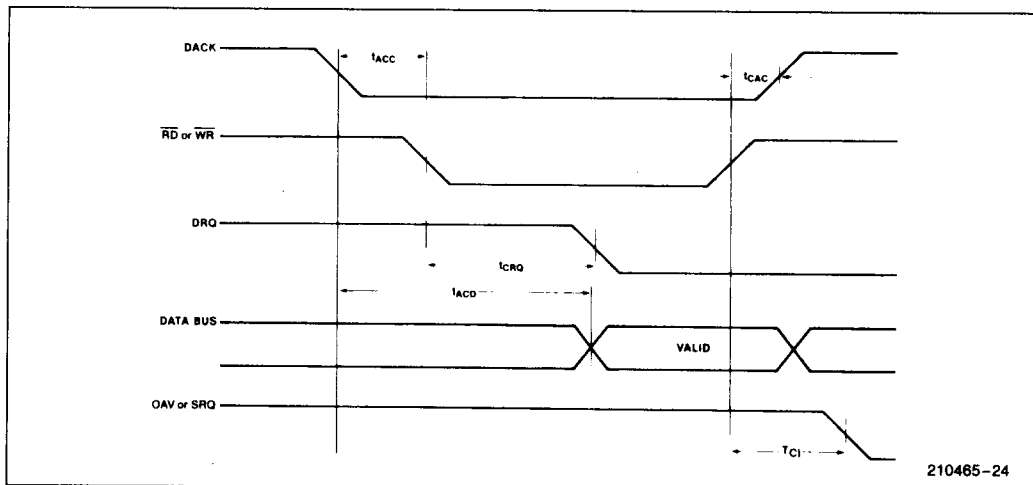 DACK
tACC
tCAC
RD or WR
DRQ
tCRQ
tACD
DATA BUS
VALID
OAV or SRQ
TCI
210465-24